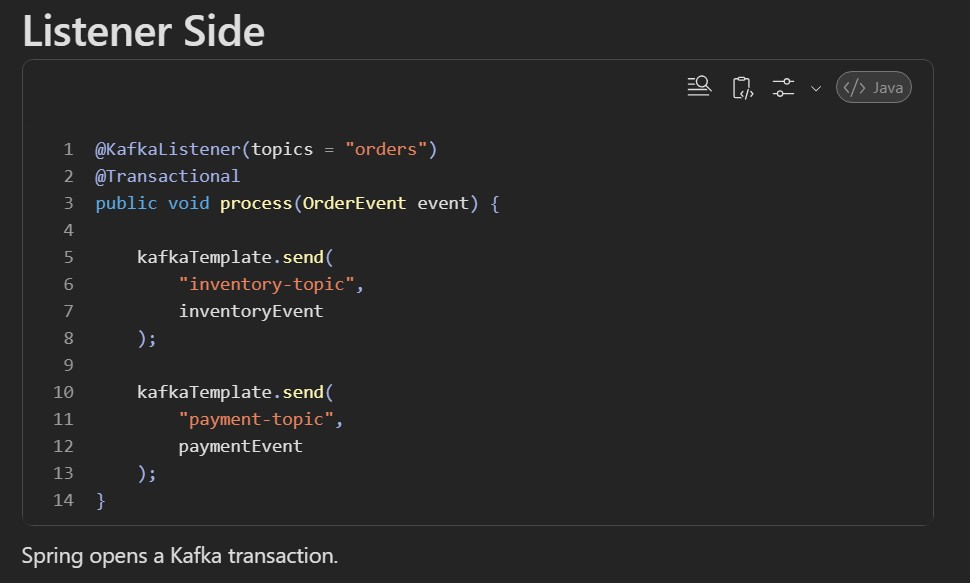 Listener Side
</> Java
1 @KafkaListener(topics = "orders")
2 @Transactional
3 public void process(OrderEvent event) {
4
5     kafkaTemplate.send(
6         "inventory-topic",
7         inventoryEvent
8     );
9
10     kafkaTemplate.send(
11         "payment-topic",
12         paymentEvent
13     );
14 }
Spring opens a Kafka transaction.